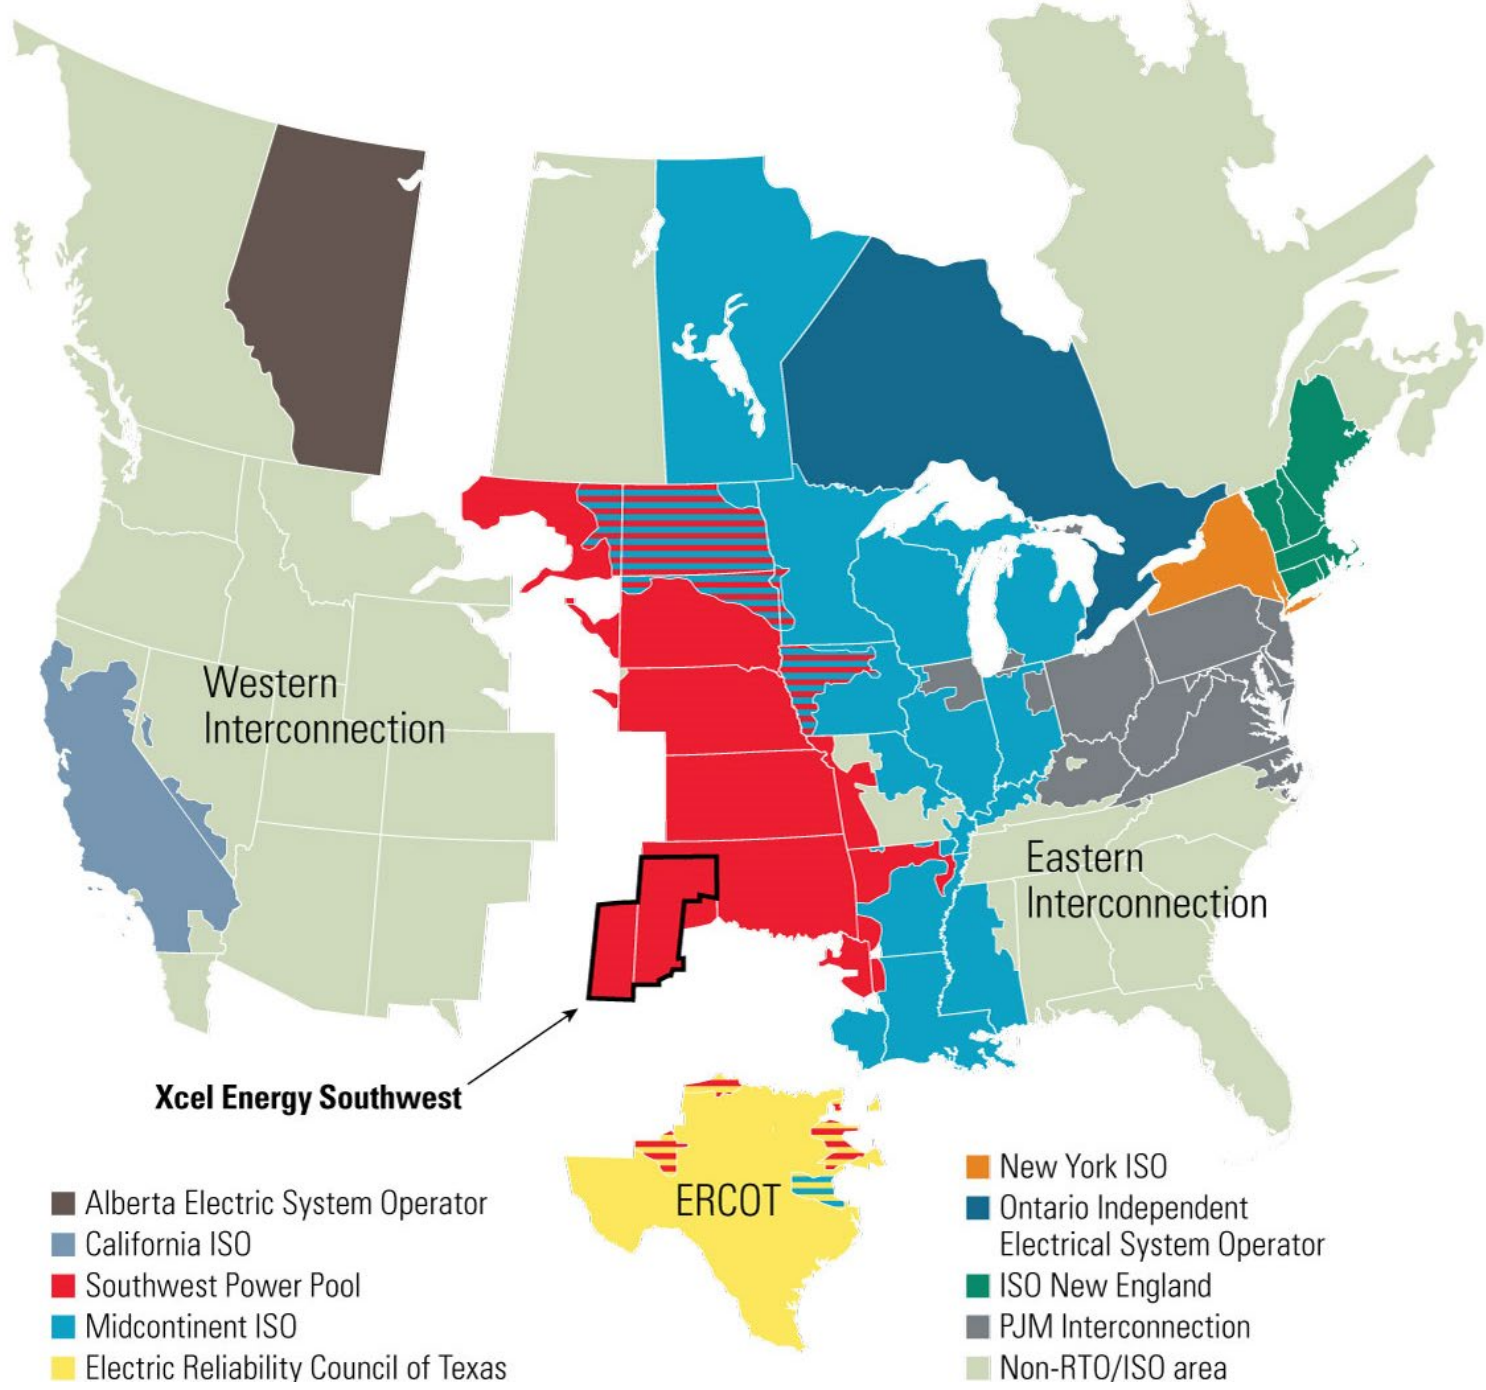 Western
Interconnection
Eastern
Interconnection
Xcel Energy Southwest
ERCOT
Alberta Electric System Operator
California ISO
Southwest Power Pool
Midcontinent ISO
Electric Reliability Council of Texas
New York ISO
Ontario Independent
Electrical System Operator
ISO New England
PJM Interconnection
Non-RTO/ISO area